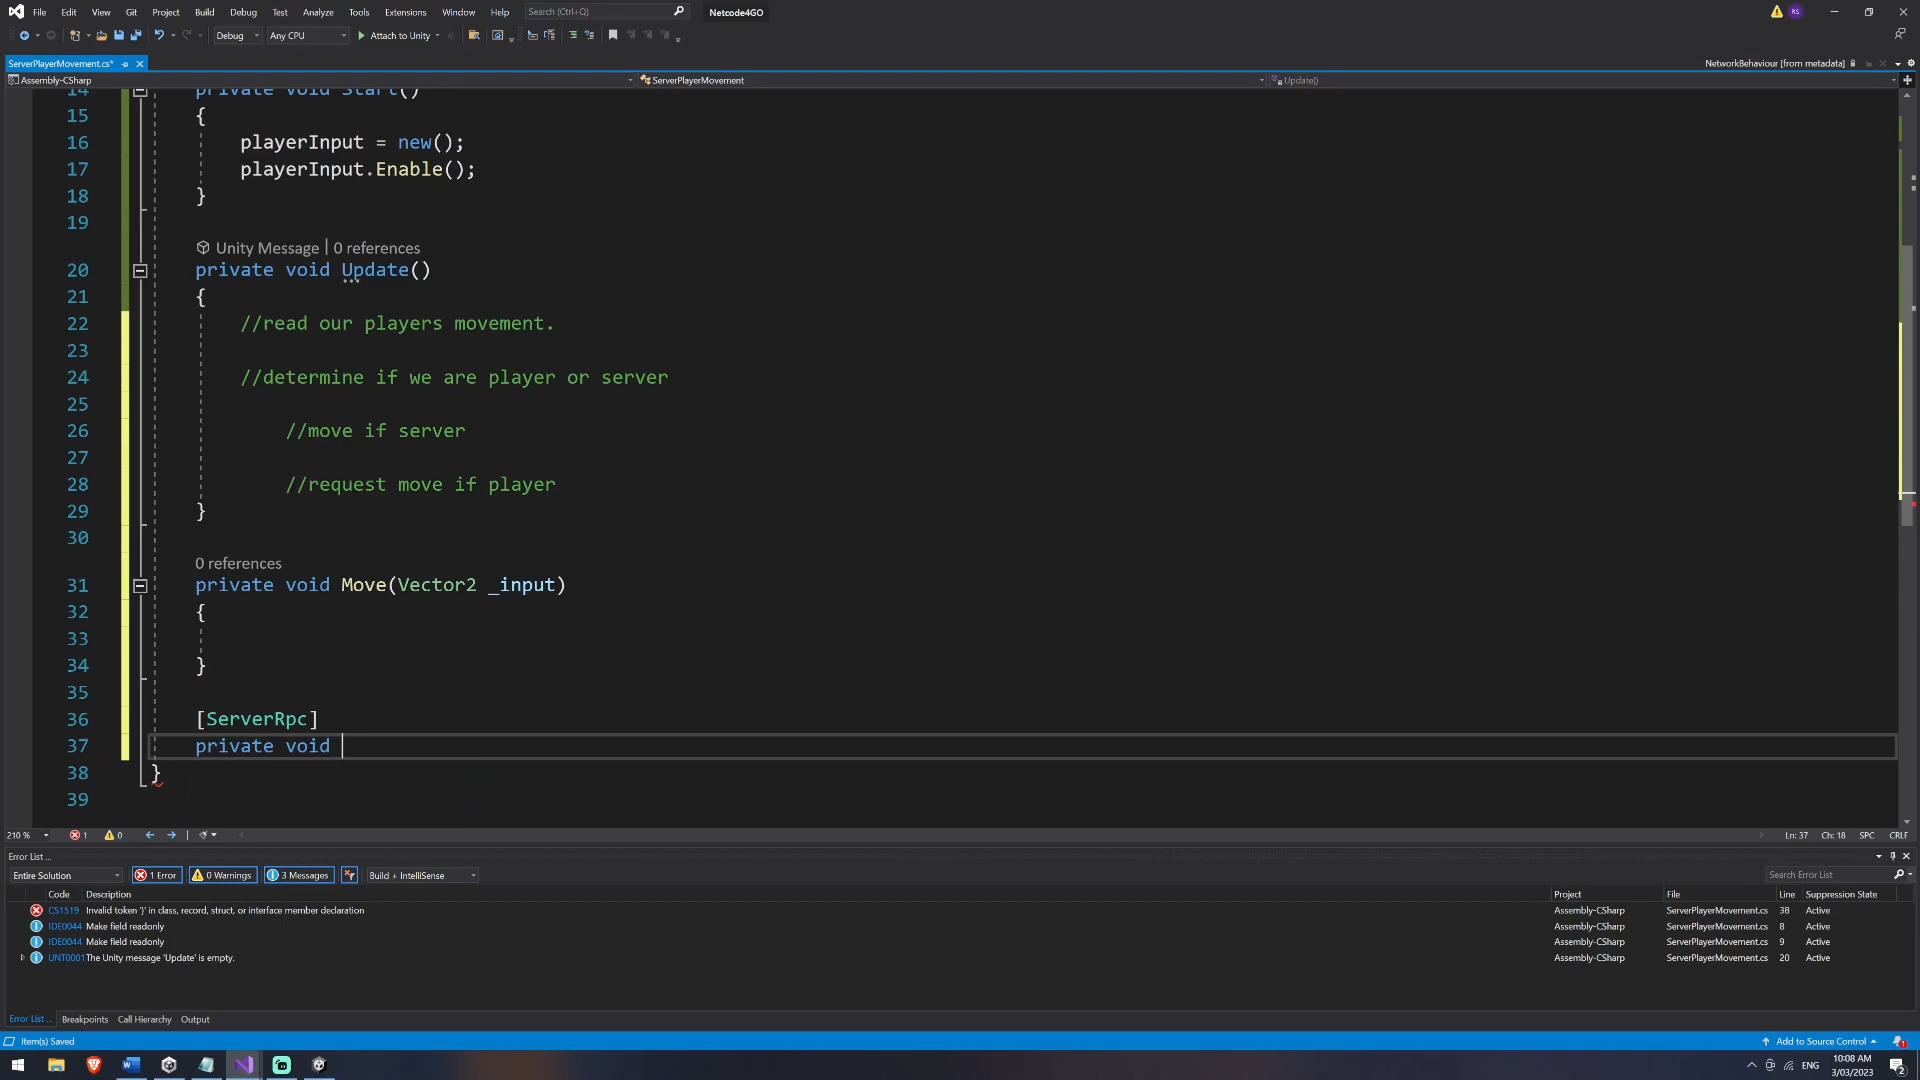 File Edit View Git Project Build Debug Test Analyze Tools Extensions Window Help Search (Ctrl+Q) Netcode4GO RS
Debug Any CPU Attach to Unity
ServerPlayerMovement.cs* NetworkBehaviour [from metadata]
Assembly-CSharp ServerPlayerMovement Update()
14 private void Start()
15 {
16 playerInput = new();
17 playerInput.Enable();
18 }
19
Unity Message | 0 references
20 private void Update()
21 {
22 //read our players movement.
23
24 //determine if we are player or server
25
26 //move if server
27
28 //request move if player
29 }
30
0 references
31 private void Move(Vector2 _input)
32 {
33
34 }
35
36 [ServerRpc]
37 private void
38 }
39
210 % 1 0 Ln: 37 Ch: 18 SPC CRLF
Error List ...
Entire Solution 1 Error 0 Warnings 3 Messages Build + IntelliSense Search Error List
Code Description Project File Line Suppression State
CS1519 Invalid token '}' in class, record, struct, or interface member declaration Assembly-CSharp ServerPlayerMovement.cs 38 Active
IDE0044 Make field readonly Assembly-CSharp ServerPlayerMovement.cs 8 Active
IDE0044 Make field readonly Assembly-CSharp ServerPlayerMovement.cs 9 Active
UNT0001 The Unity message 'Update' is empty. Assembly-CSharp ServerPlayerMovement.cs 20 Active
Error List ... Breakpoints Call Hierarchy Output
Item(s) Saved Add to Source Control 1
ENG 10:08 AM
3/03/2023 2